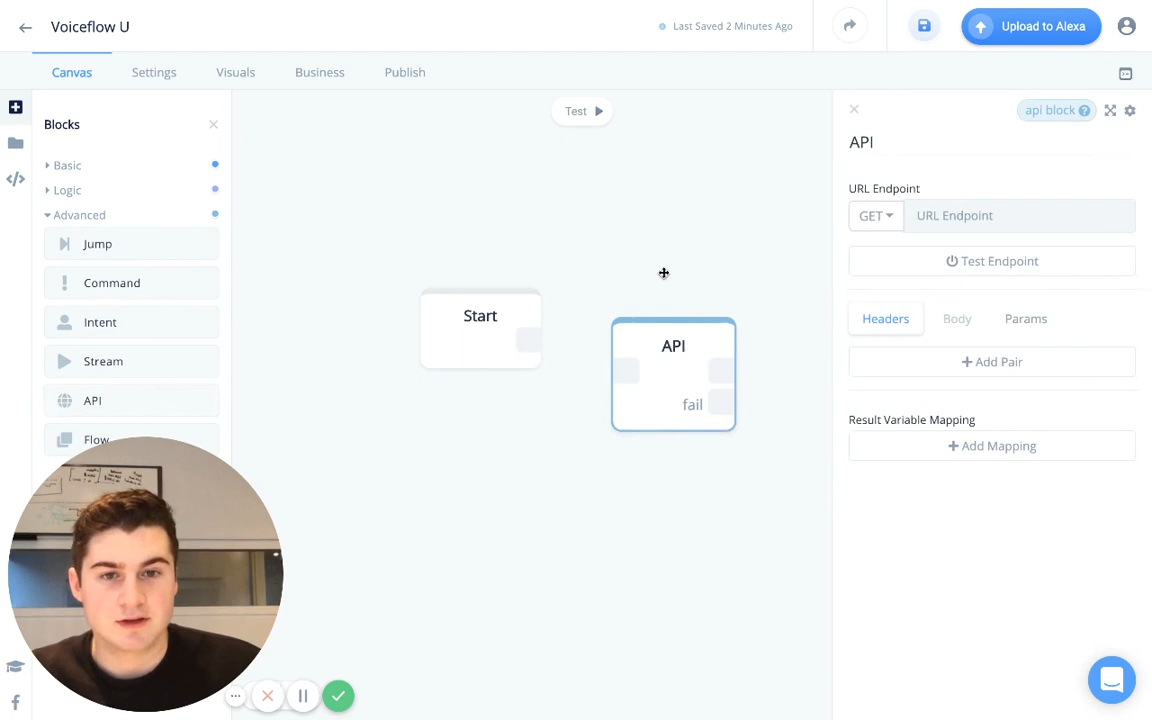 Voiceflow U
Last Saved 2 Minutes Ago
Upload to Alexa
Canvas
Settings
Visuals
Business
Publish
Blocks
Basic
Logic
Advanced
Jump
Command
Intent
Stream
API
Flow
Test
Start
API
fail
api block ?
API
URL Endpoint
GET
URL Endpoint
Test Endpoint
Headers
Body
Params
Add Pair
Result Variable Mapping
Add Mapping